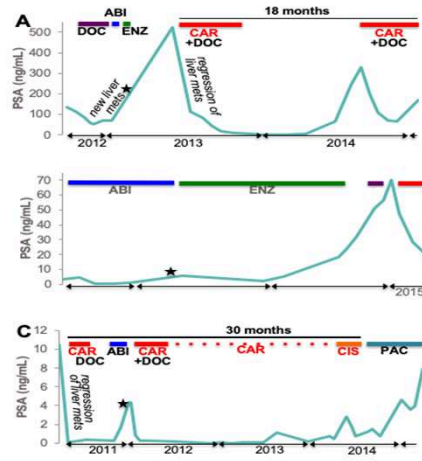 A
ABI
18 months
DOC
ENZ
CAR
+DOC
CAR
+DOC
PSA (ng/mL)
500
400
300
200
100
0
new liver mets
regression of liver mets
2012
2013
2014
PSA (ng/mL)
70
60
50
40
30
20
10
0
ABI
ENZ
2015
C
30 months
PSA (ng/mL)
12
10
8
6
4
2
0
CAR
DOC
ABI
CAR
+DOC
CAR
CIS
PAC
regression of liver mets
2011
2012
2013
2014